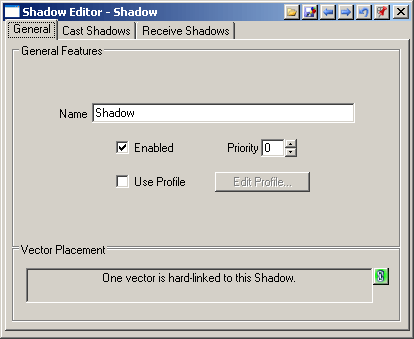 Shadow Editor - Shadow
General Cast Shadows Receive Shadows
General Features
Name Shadow
Enabled Priority 0
Use Profile Edit Profile...
Vector Placement
One vector is hard-linked to this Shadow.